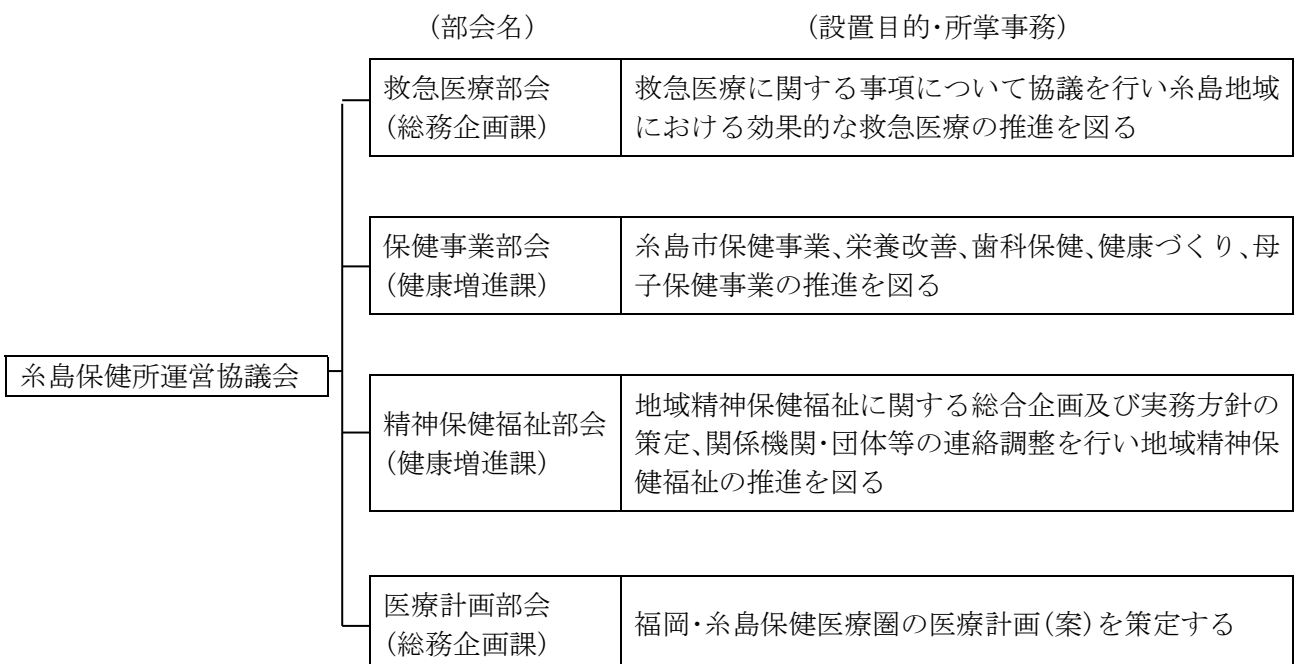 (部会名) (設置目的・所掌事務)
救急医療部会
(総務企画課)
救急医療に関する事項について協議を行い糸島地域
における効果的な救急医療の推進を図る
保健事業部会
(健康増進課)
糸島市保健事業、栄養改善、歯科保健、健康づくり、母
子保健事業の推進を図る
糸島保健所運営協議会
精神保健福祉部会
(健康増進課)
地域精神保健福祉に関する総合企画及び実務方針の
策定、関係機関・団体等の連絡調整を行い地域精神保
健福祉の推進を図る
医療計画部会
(総務企画課)
福岡・糸島保健医療圏の医療計画(案)を策定する